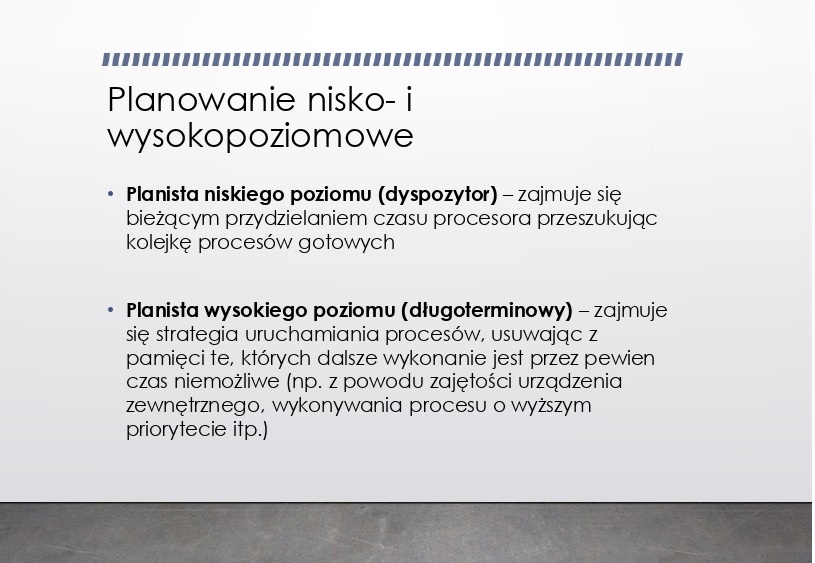 Planowanie nisko- i
wysokopoziomowe
• Planista niskiego poziomu (dyspozytor) – zajmuje się
bieżącym przydzielaniem czasu procesora przeszukując
kolejkę procesów gotowych
• Planista wysokiego poziomu (długoterminowy) – zajmuje
się strategia uruchamiania procesów, usuwając z
pamięci te, których dalsze wykonanie jest przez pewien
czas niemożliwe (np. z powodu zajętości urządzenia
zewnętrznego, wykonywania procesu o wyższym
priorytecie itp.)